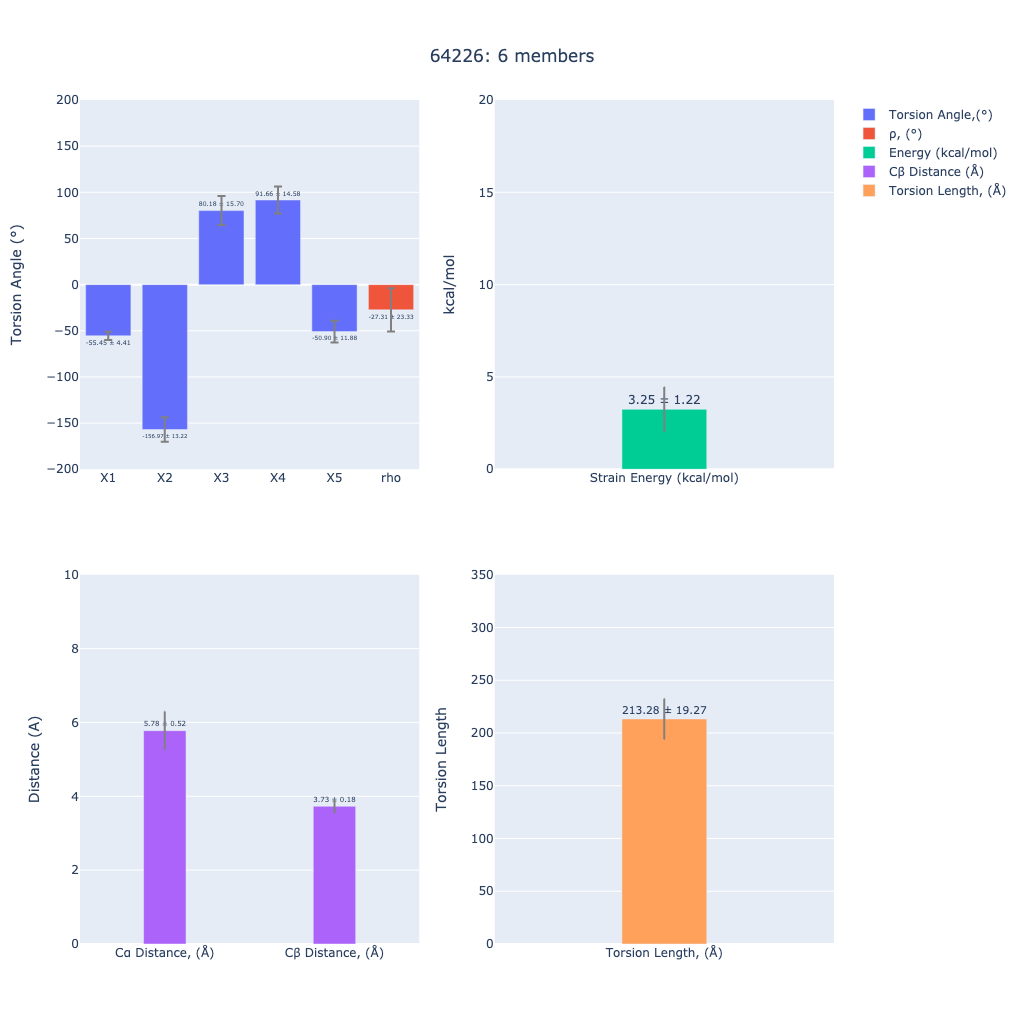 64226: 6 members
Torsion Angle (°)
200
150
100
50
0
−50
−100
−150
−200
-55.45 ± 4.41
-156.97 ± 13.22
80.18 ± 15.70
91.66 ± 14.58
-50.90 ± 11.88
-27.31 ± 23.33
X1 X2 X3 X4 X5 rho
kcal/mol
20
15
10
5
0
3.25 ± 1.22
Strain Energy (kcal/mol)
Torsion Angle,(°)
ρ, (°)
Energy (kcal/mol)
Cβ Distance (Å)
Torsion Length, (Å)
Distance (A)
10
8
6
4
2
0
5.78 ± 0.52
3.73 ± 0.18
Cα Distance, (Å) Cβ Distance, (Å)
Torsion Length
350
300
250
200
150
100
50
0
213.28 ± 19.27
Torsion Length, (Å)